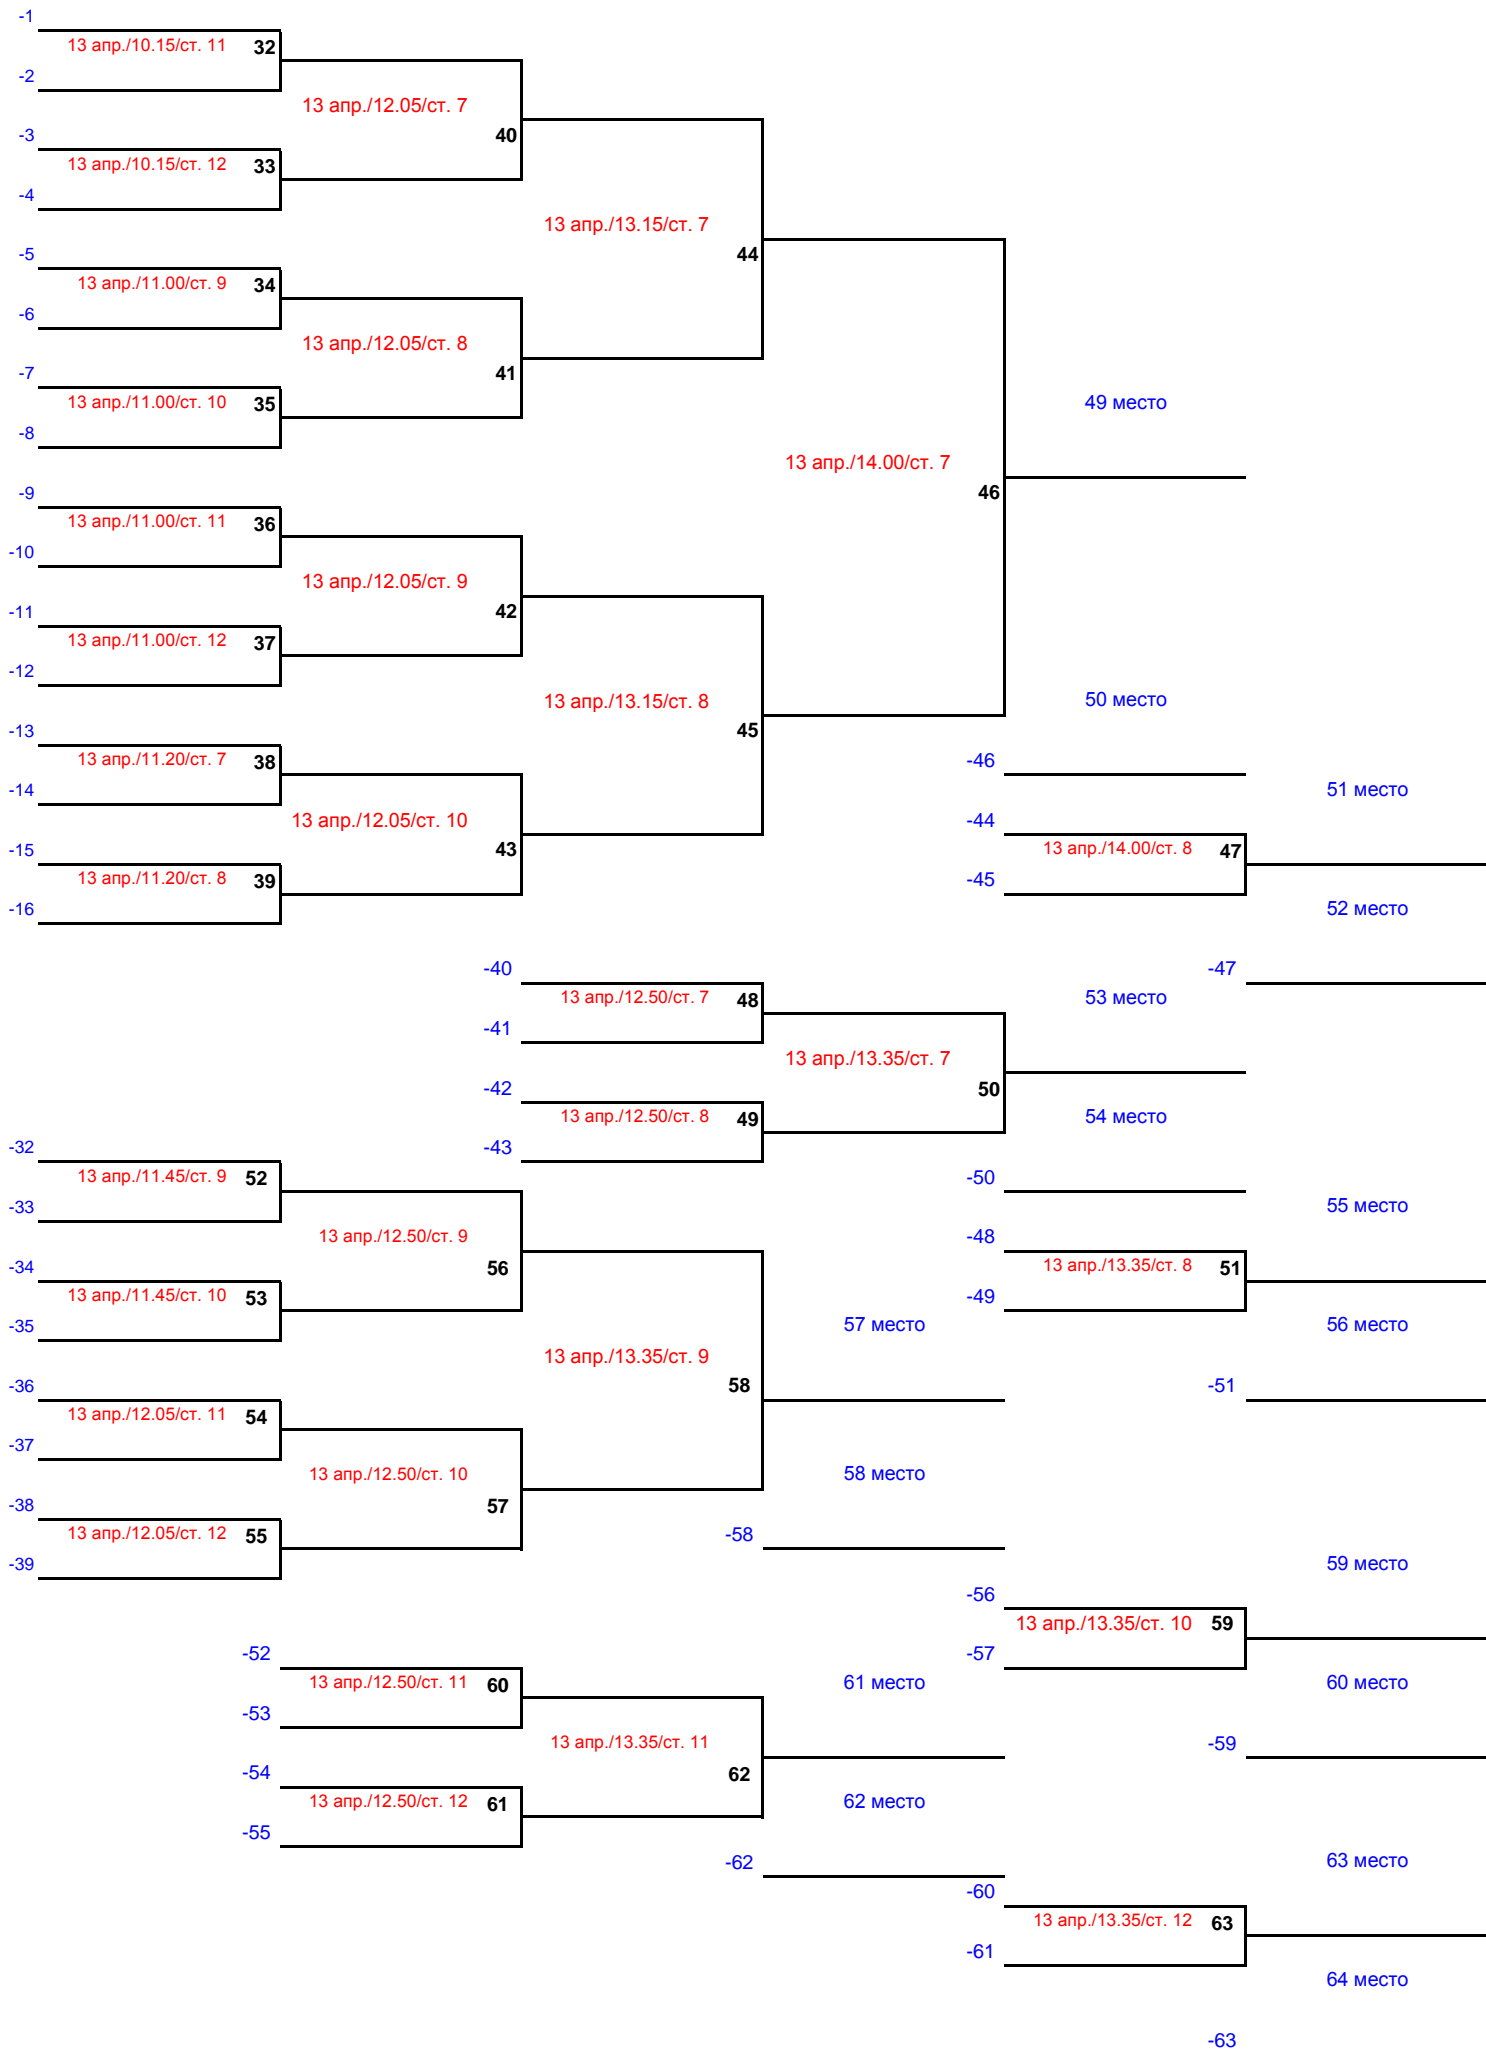 -1
13 апр./10.15/ст. 11 32
-2
13 апр./12.05/ст. 7
-3
40
13 апр./10.15/ст. 12 33
-4
13 апр./13.15/ст. 7
-5
44
13 апр./11.00/ст. 9 34
-6
13 апр./12.05/ст. 8
-7
41
13 апр./11.00/ст. 10 35
49 место
-8
13 апр./14.00/ст. 7
-9
46
13 апр./11.00/ст. 11 36
-10
13 апр./12.05/ст. 9
-11
42
13 апр./11.00/ст. 12 37
-12
13 апр./13.15/ст. 8
50 место
-13
45
13 апр./11.20/ст. 7 38
-46
-14
51 место
13 апр./12.05/ст. 10
-44
-15
43
13 апр./14.00/ст. 8 47
13 апр./11.20/ст. 8 39
-45
-16
52 место
-40
-47
13 апр./12.50/ст. 7 48
53 место
-41
13 апр./13.35/ст. 7
-42
50
13 апр./12.50/ст. 8 49
54 место
-32
-43
13 апр./11.45/ст. 9 52
-50
-33
55 место
13 апр./12.50/ст. 9
-48
-34
56
13 апр./13.35/ст. 8 51
13 апр./11.45/ст. 10 53
-49
-35
57 место
56 место
13 апр./13.35/ст. 9
-36
58
-51
13 апр./12.05/ст. 11 54
-37
13 апр./12.50/ст. 10
58 место
-38
57
13 апр./12.05/ст. 12 55
-58
-39
59 место
-56
13 апр./13.35/ст. 10 59
-52
-57
13 апр./12.50/ст. 11 60
61 место
60 место
-53
13 апр./13.35/ст. 11
-59
-54
62
13 апр./12.50/ст. 12 61
62 место
-55
-62
63 место
-60
13 апр./13.35/ст. 12 63
-61
64 место
-63